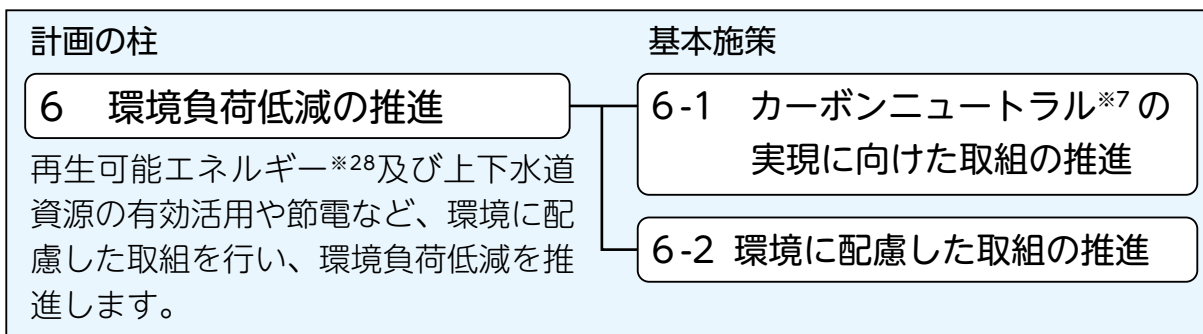 計画の柱
6 環境負荷低減の推進
再生可能エネルギー※28及び上下水道
資源の有効活用や節電など、環境に配
慮した取組を行い、環境負荷低減を推
進します。
基本施策
6-1 カーボンニュートラル※7の
実現に向けた取組の推進
6-2 環境に配慮した取組の推進